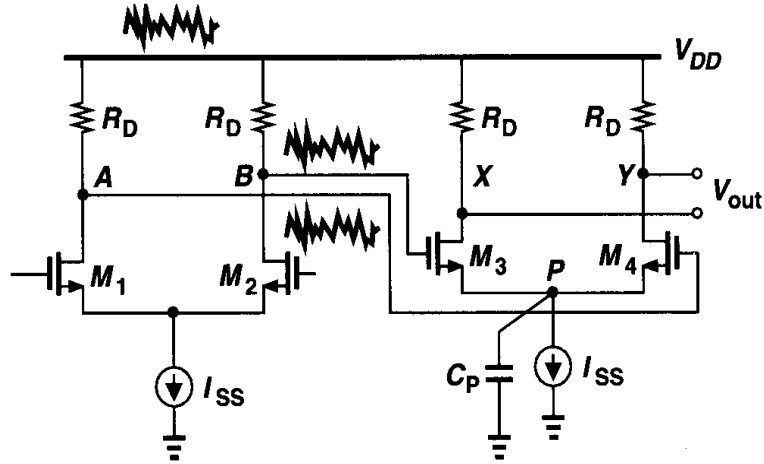 V_DD
R_D R_D R_D R_D
A B X Y V_out
M_1 M_2 M_3 P M_4
I_SS C_P I_SS